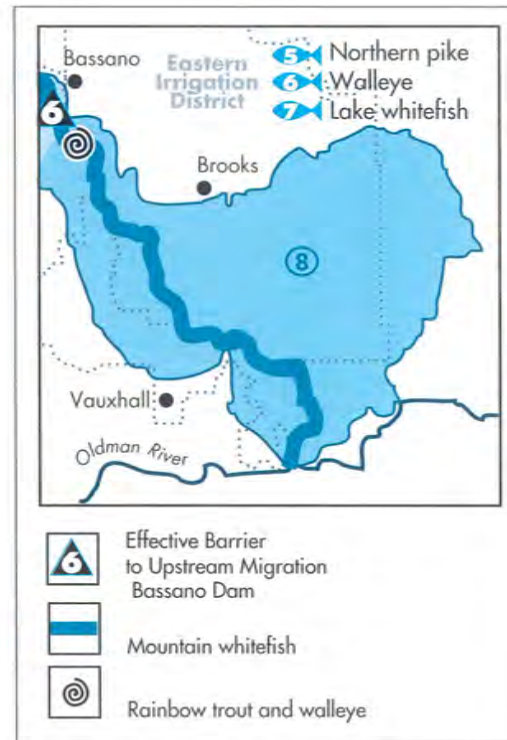 Bassano
Eastern
Irrigation
District
5 Northern pike
6 Walleye
7 Lake whitefish
6
Brooks
8
Vauxhall
Oldman River
6
Effective Barrier
to Upstream Migration
Bassano Dam
Mountain whitefish
Rainbow trout and walleye